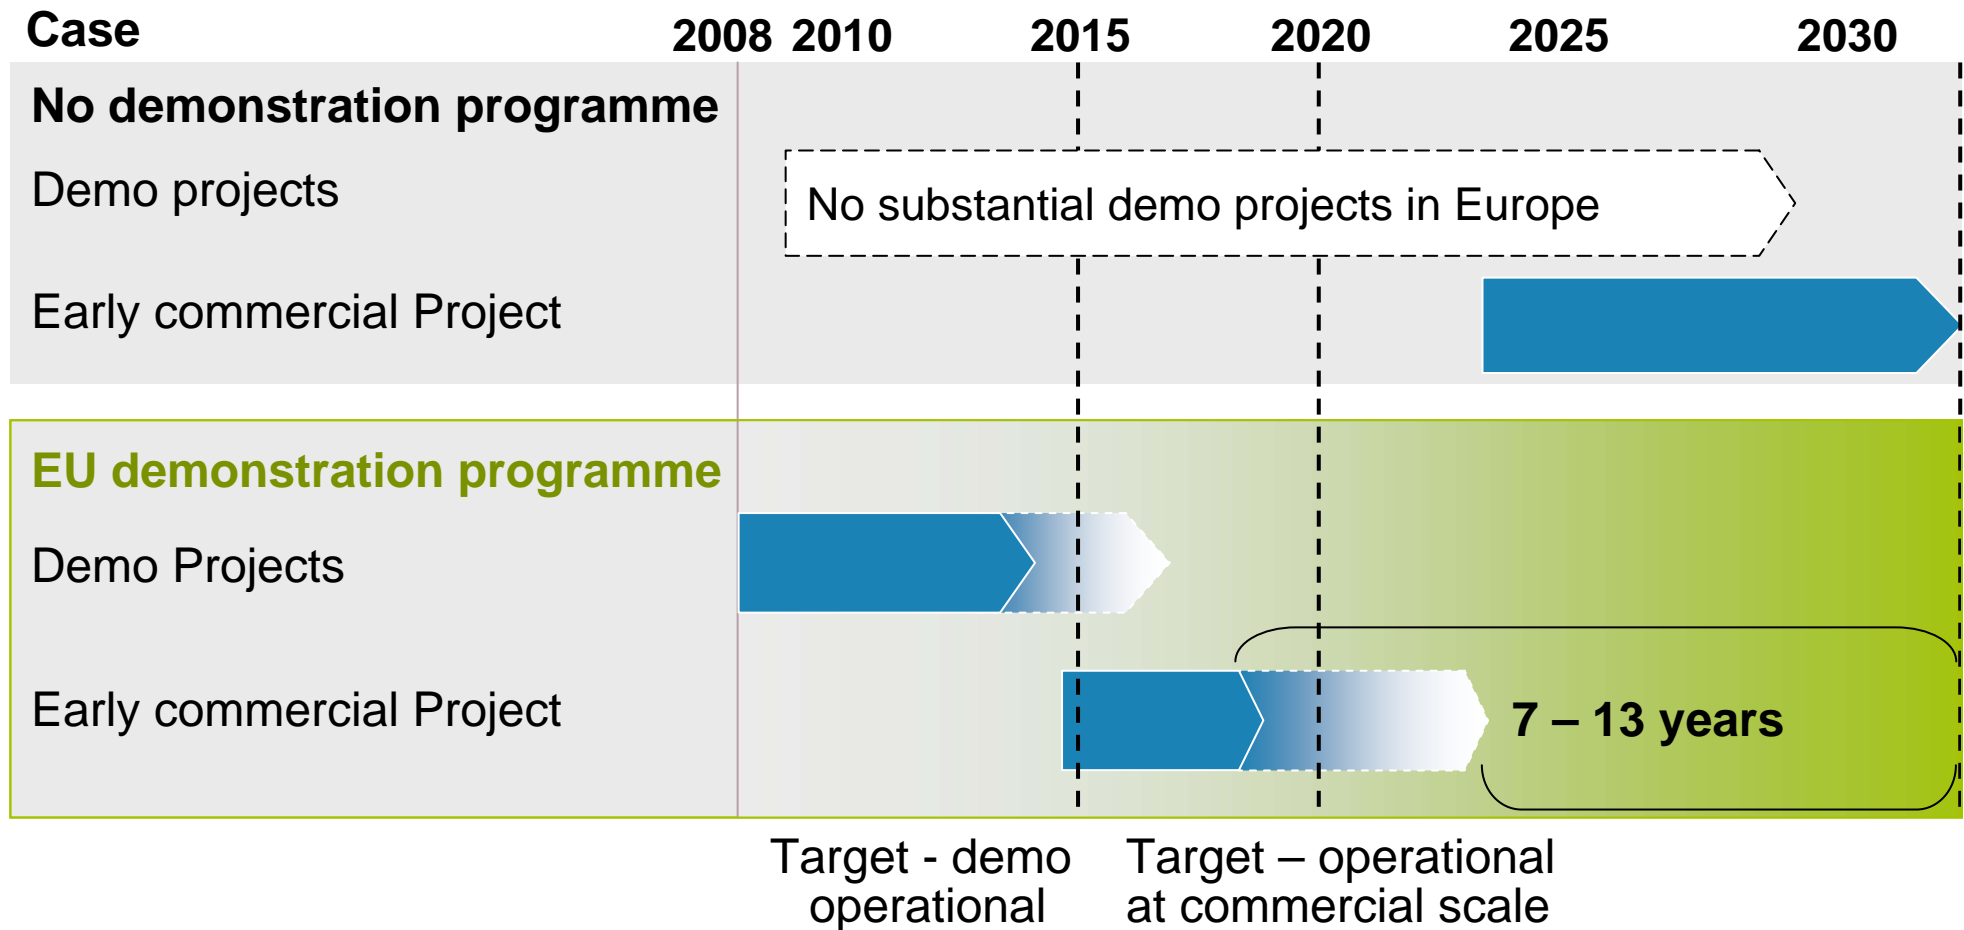 Case 2008 2010 2015 2020 2025 2030
No demonstration programme
Demo projects
No substantial demo projects in Europe
Early commercial Project
EU demonstration programme
Demo Projects
Early commercial Project
7 – 13 years
Target - demo
operational
Target – operational
at commercial scale